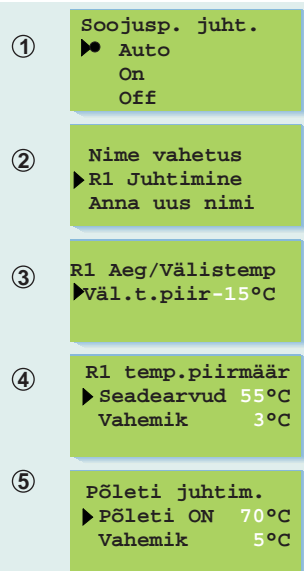 1
Soojusp. juht.
Auto
On
Off
2
Nime vahetus
R1 Juhtimine
Anna uus nimi
3
R1 Aeg/Välistemp
Väl.t.piir-15°C
4
R1 temp.piirmäär
Seadearvud 55°C
Vahemik 3°C
5
Põleti juhtim.
Põleti ON 70°C
Vahemik 5°C